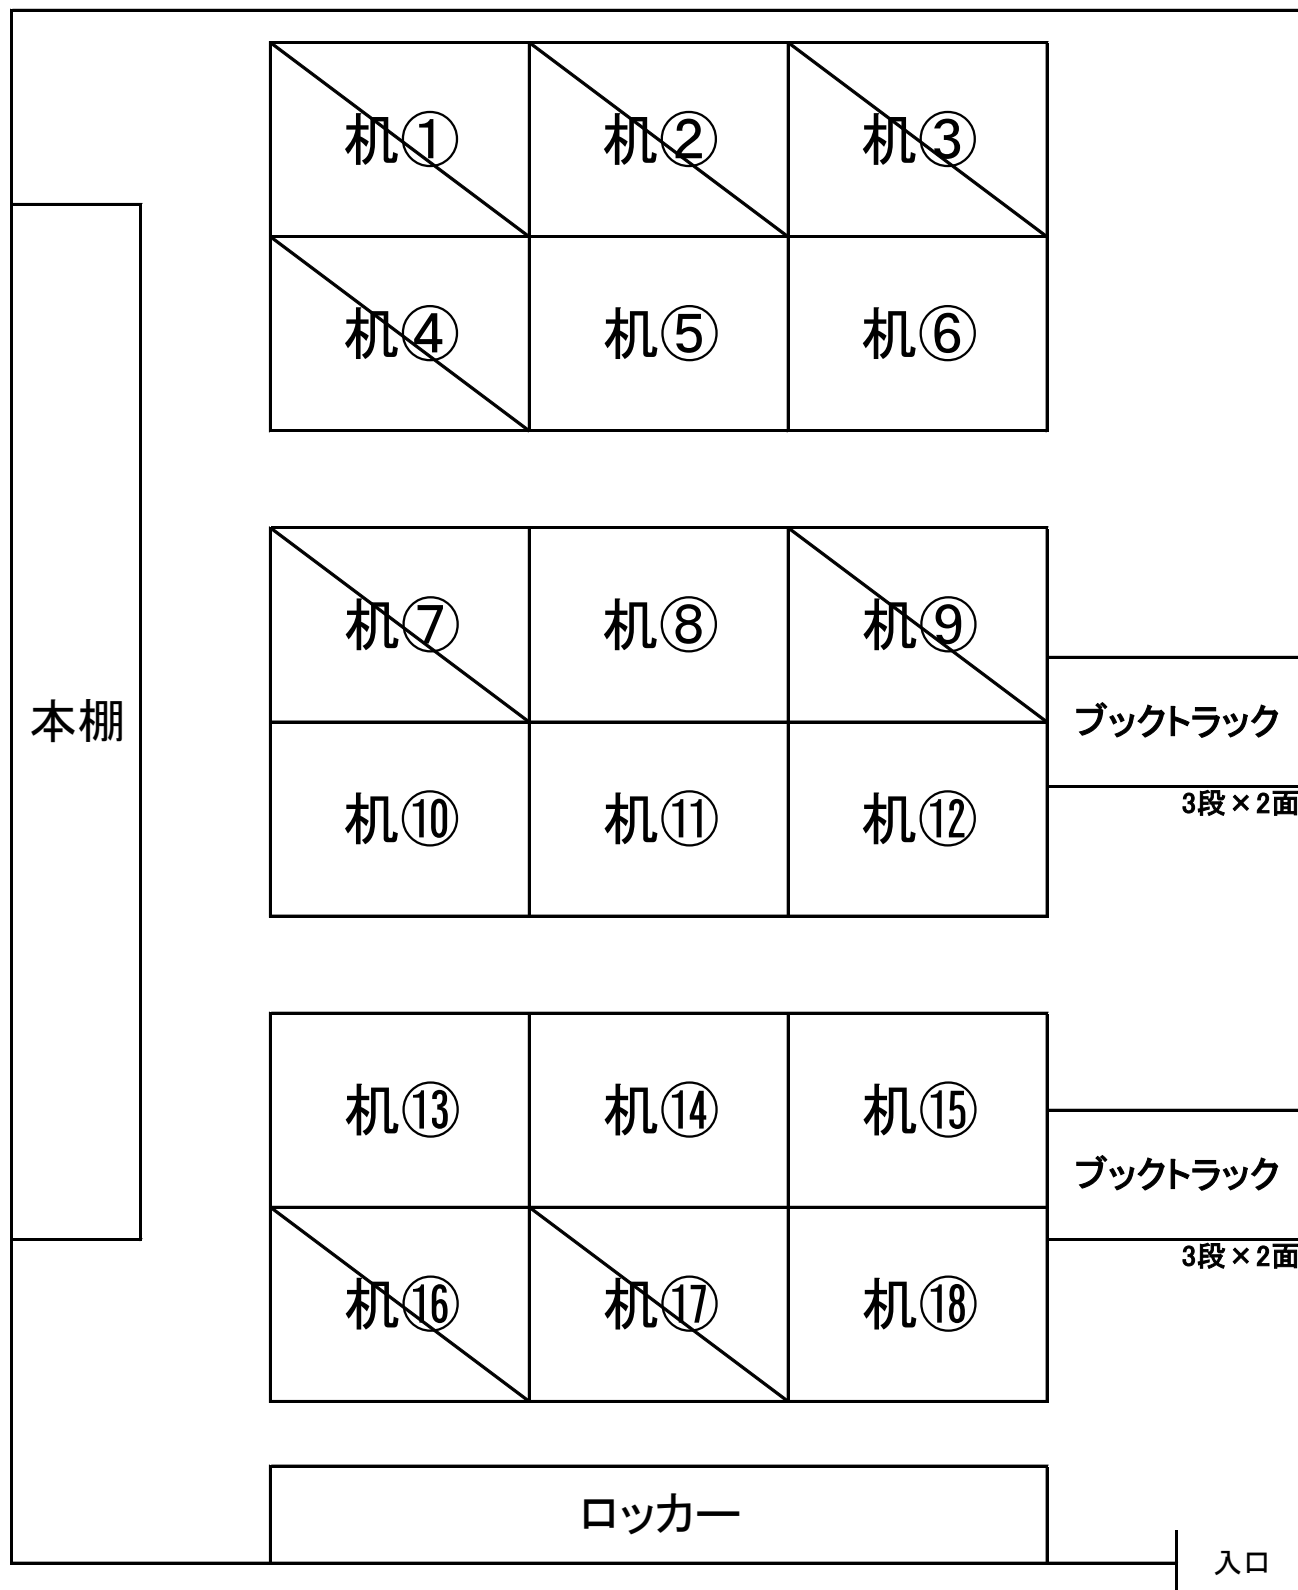 机①
机②
机③
机④
机⑤
机⑥
机⑦
机⑧
机⑨
本棚
ブックトラック
3段×2面
机⑩
机⑪
机⑫
机⑬
机⑭
机⑮
ブックトラック
3段×2面
机⑯
机⑰
机⑱
ロッカー
入口